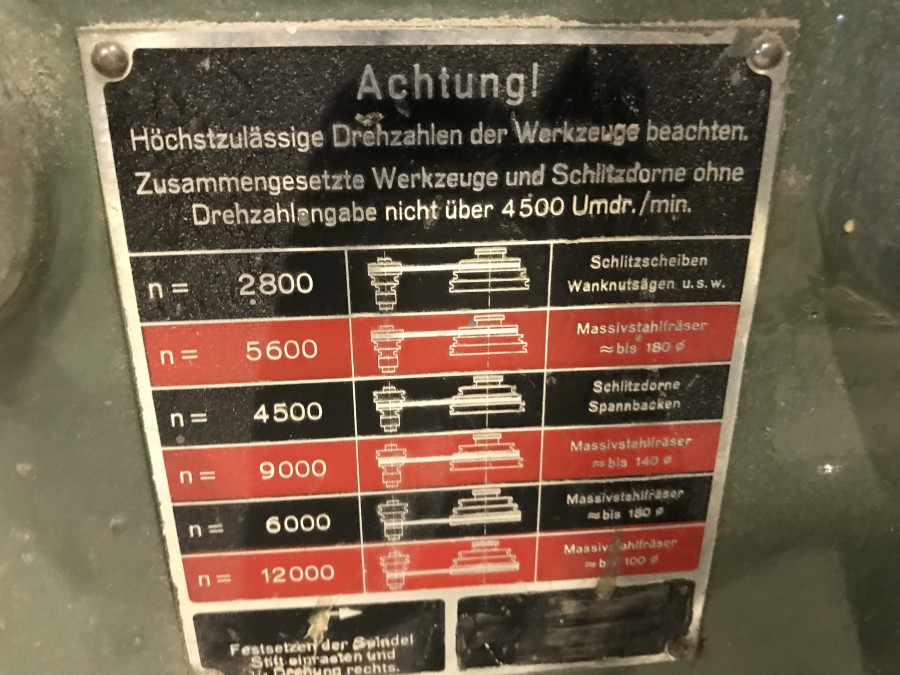 Achtung!
Höchstzulässige Drehzahlen der Werkzeuge beachten.
Zusammengesetzte Werkzeuge und Schlitzdorne ohne
Drehzahlangabe nicht über 4500 Umdr./min.
n = 2800
Schlitzscheiben
Wanknutsägen u.s.w.
n = 5600
Massivstahlfräser
≈ bis 180 ø
n = 4500
Schlitzdorne
Spannbacken
n = 9000
Massivstahlfräser
≈ bis 140 ø
n = 6000
Massivstahlfräser
≈ bis 180 ø
n = 12000
Massivstahlfräser
≈ bis 100 ø
Festsetzen der Spindel
Stift einrasten und
Drehung rechts.